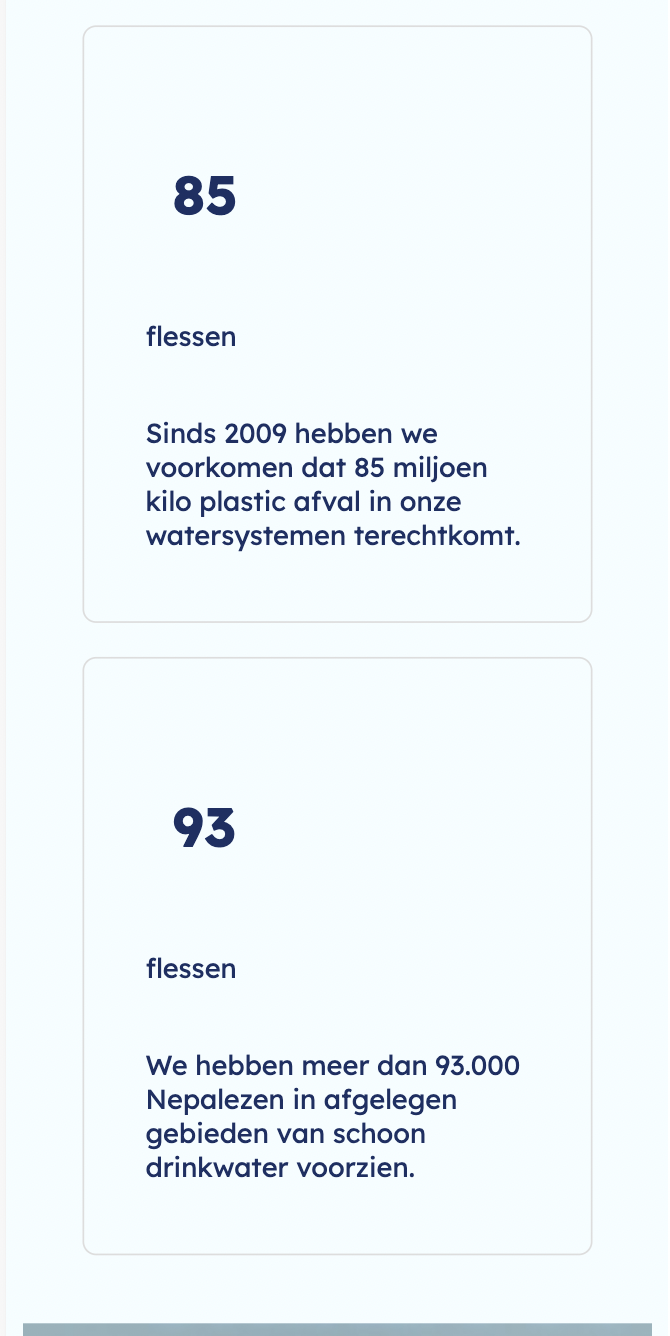 85
flessen
Sinds 2009 hebben we
voorkomen dat 85 miljoen
kilo plastic afval in onze
watersystemen terechtkomt.
93
flessen
We hebben meer dan 93.000
Nepalezen in afgelegen
gebieden van schoon
drinkwater voorzien.